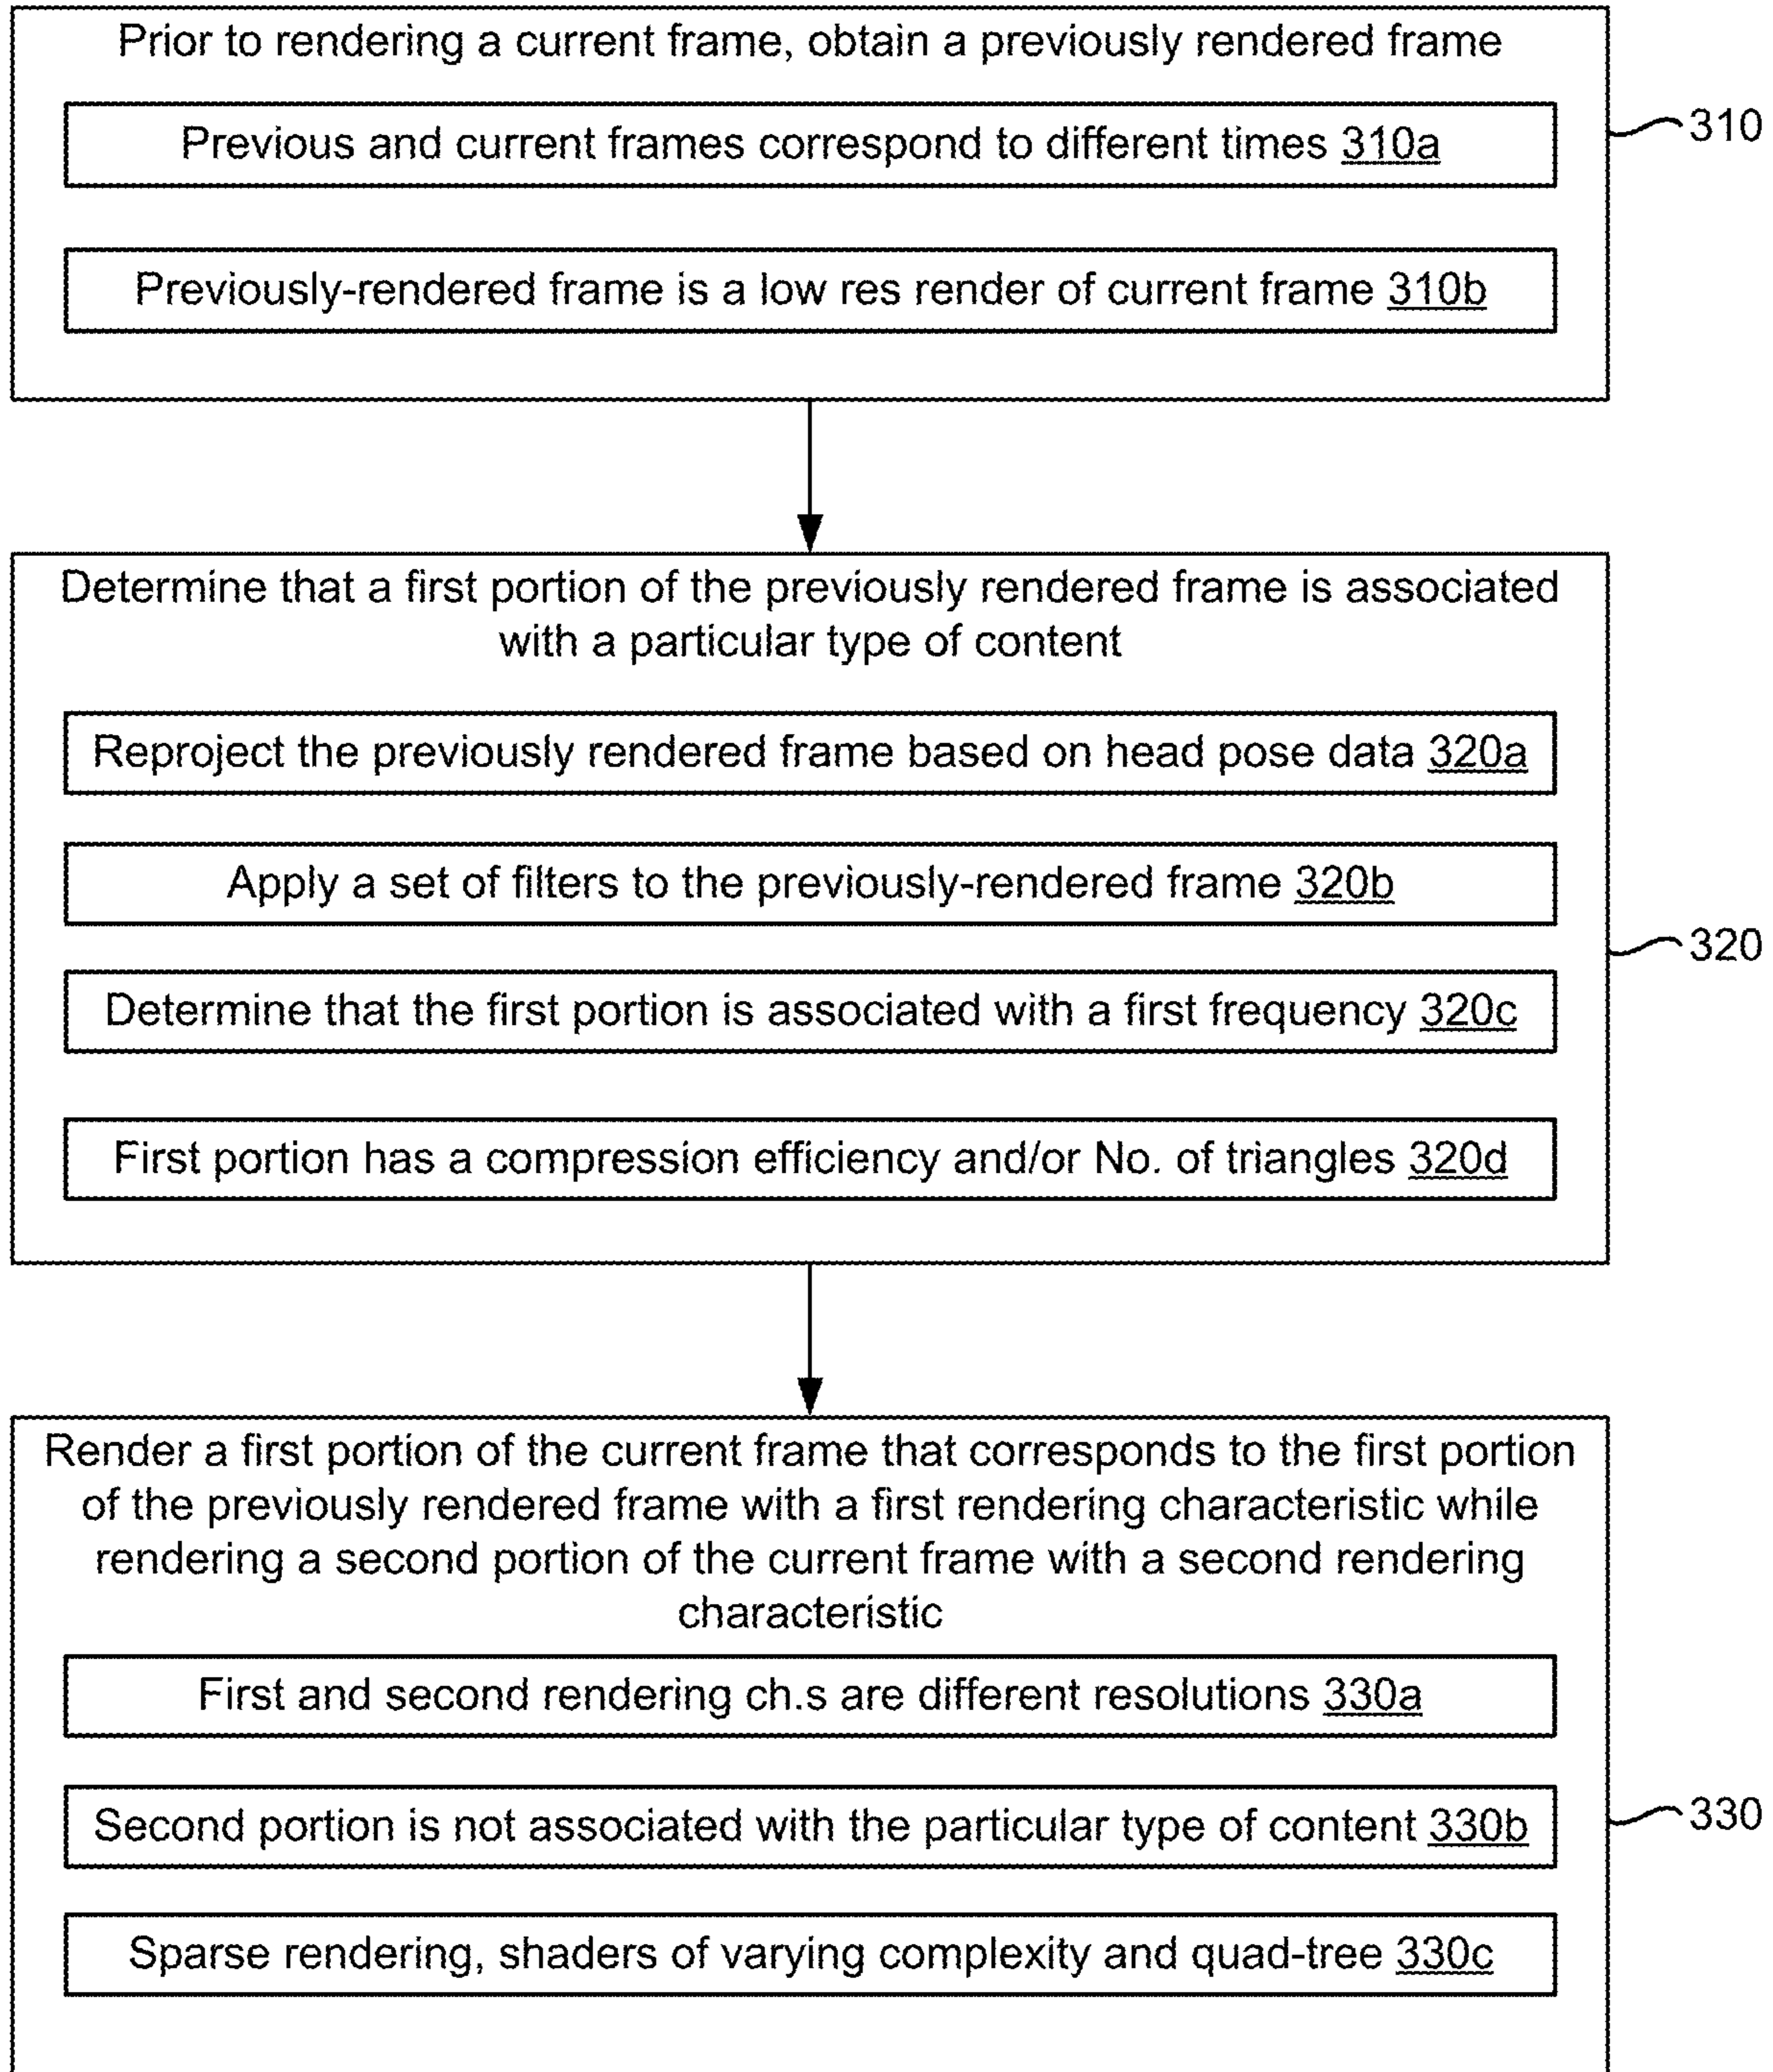 Prior to rendering a current frame, obtain a previously rendered frame
Previous and current frames correspond to different times 310a
310
Previously-rendered frame is a low res render of current frame 310b
Determine that a first portion of the previously rendered frame is associated
with a particular type of content
Reproject the previously rendered frame based on head pose data 320a
Apply a set of filters to the previously-rendered frame 320b
320
Determine that the first portion is associated with a first frequency 320c
First portion has a compression efficiency and/or No. of triangles 320d
Render a first portion of the current frame that corresponds to the first portion
of the previously rendered frame with a first rendering characteristic while
rendering a second portion of the current frame with a second rendering
characteristic
First and second rendering ch.s are different resolutions 330a
Second portion is not associated with the particular type of content 330b
330
Sparse rendering, shaders of varying complexity and quad-tree 330c